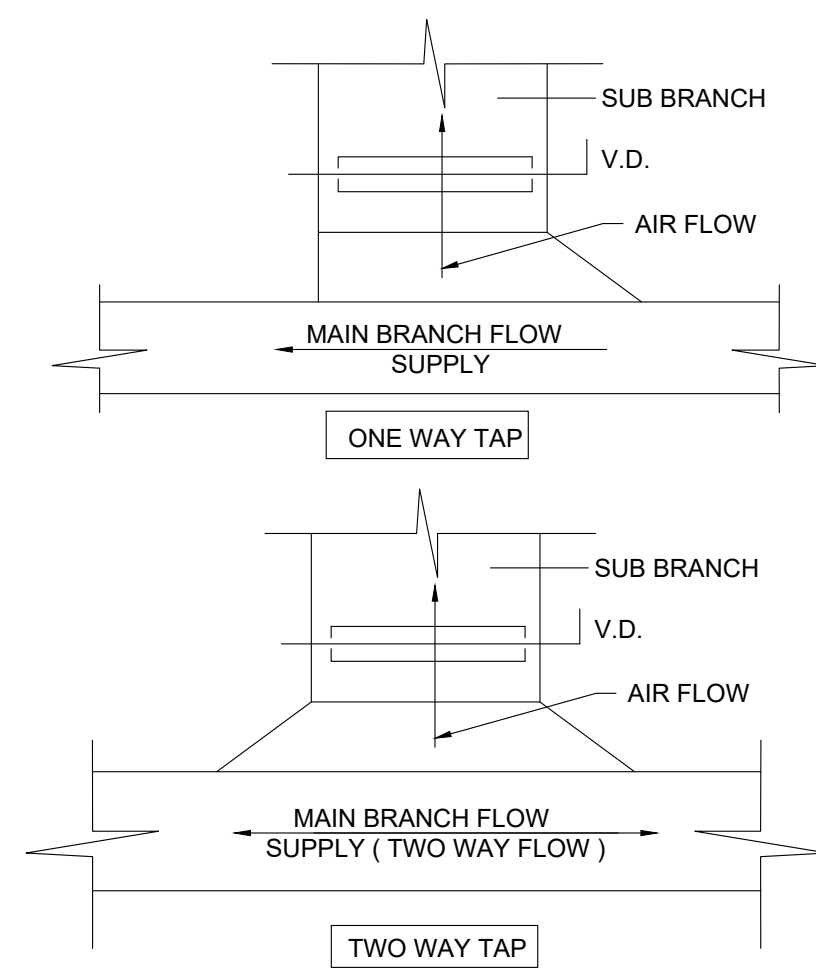 SUB BRANCH
V.D.
AIR FLOW
MAIN BRANCH FLOW
SUPPLY
ONE WAY TAP
SUB BRANCH
V.D.
AIR FLOW
MAIN BRANCH FLOW
SUPPLY ( TWO WAY FLOW )
TWO WAY TAP